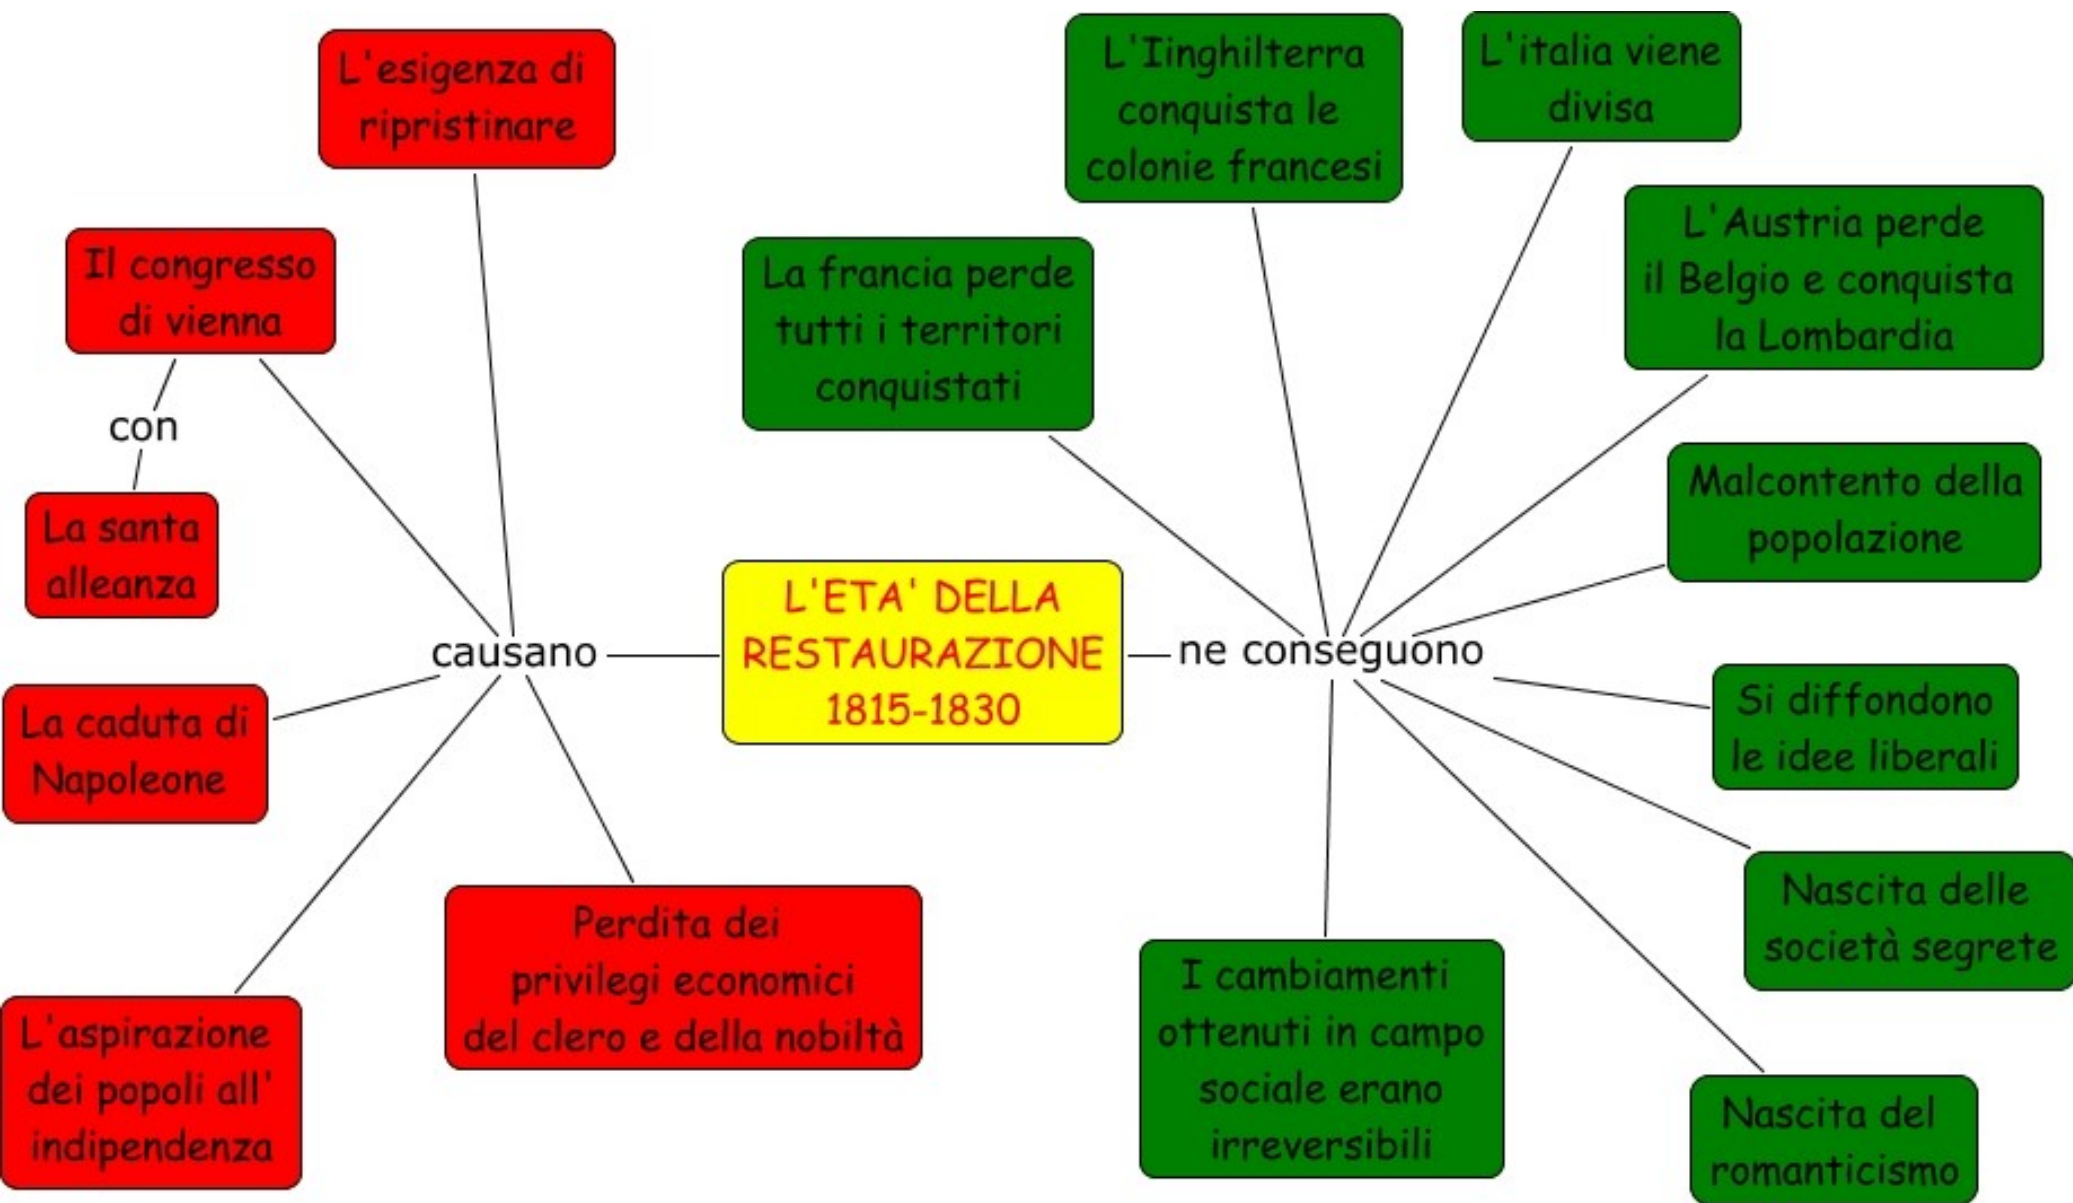 L'esigenza di
ripristinare
Il congresso
di vienna
con
La santa
alleanza
causano
La caduta di
Napoleone
L'aspirazione
dei popoli all'
indipendenza
Perdita dei
privilegi economici
del clero e della nobiltà
L'ETA' DELLA
RESTAURAZIONE
1815-1830
ne conseguono
La francia perde
tutti i territori
conquistati
L'Iinghilterra
conquista le
colonie francesi
L'italia viene
divisa
L'Austria perde
il Belgio e conquista
la Lombardia
Malcontento della
popolazione
Si diffondono
le idee liberali
Nascita delle
società segrete
Nascita del
romanticismo
I cambiamenti
ottenuti in campo
sociale erano
irreversibili